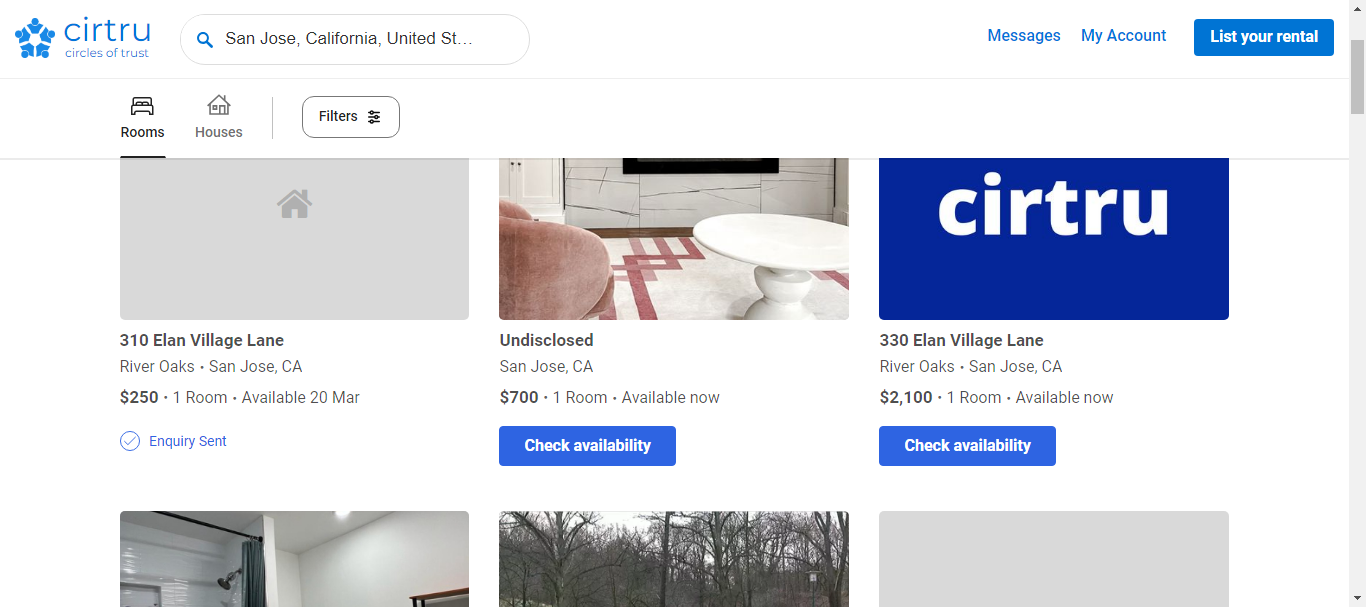 cirtru
circles of trust
San Jose, California, United St...
Messages
My Account
List your rental
Rooms
Houses
Filters
cirtru
310 Elan Village Lane
River Oaks • San Jose, CA
$250 • 1 Room • Available 20 Mar
Enquiry Sent
Undisclosed
San Jose, CA
$700 • 1 Room • Available now
Check availability
330 Elan Village Lane
River Oaks • San Jose, CA
$2,100 • 1 Room • Available now
Check availability